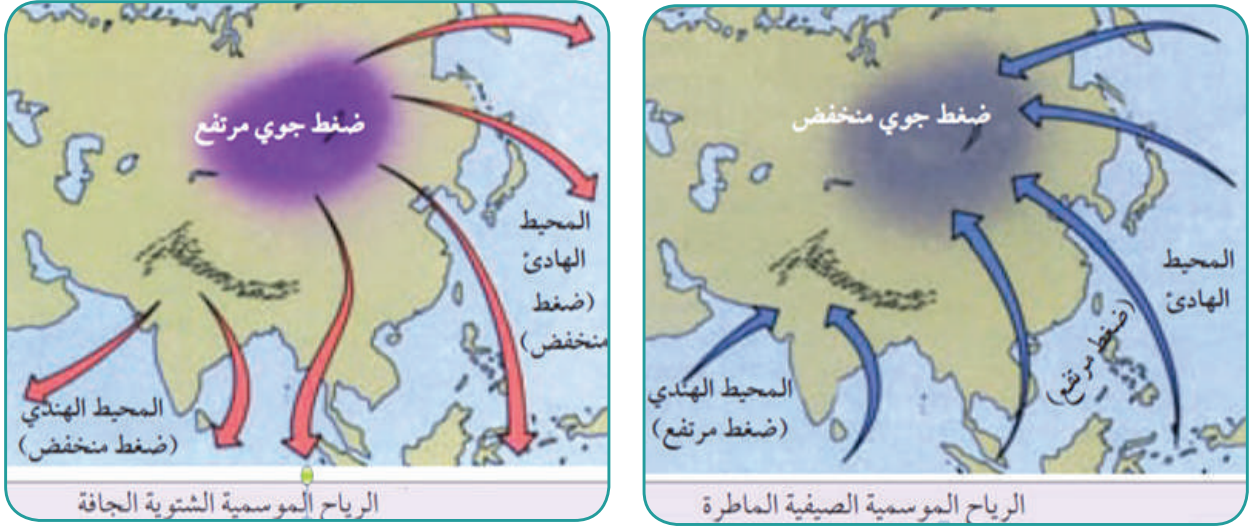 ضغط جوي منخفض
المحيط
الهادئ
(ضغط مرتفع)
المحيط الهندي
(ضغط مرتفع)
الرياح الموسمية الصيفية الماطرة
ضغط جوي مرتفع
المحيط
الهادئ
(ضغط
منخفض)
المحيط الهندي
(ضغط منخفض)
الرياح الموسمية الشتوية الجافة